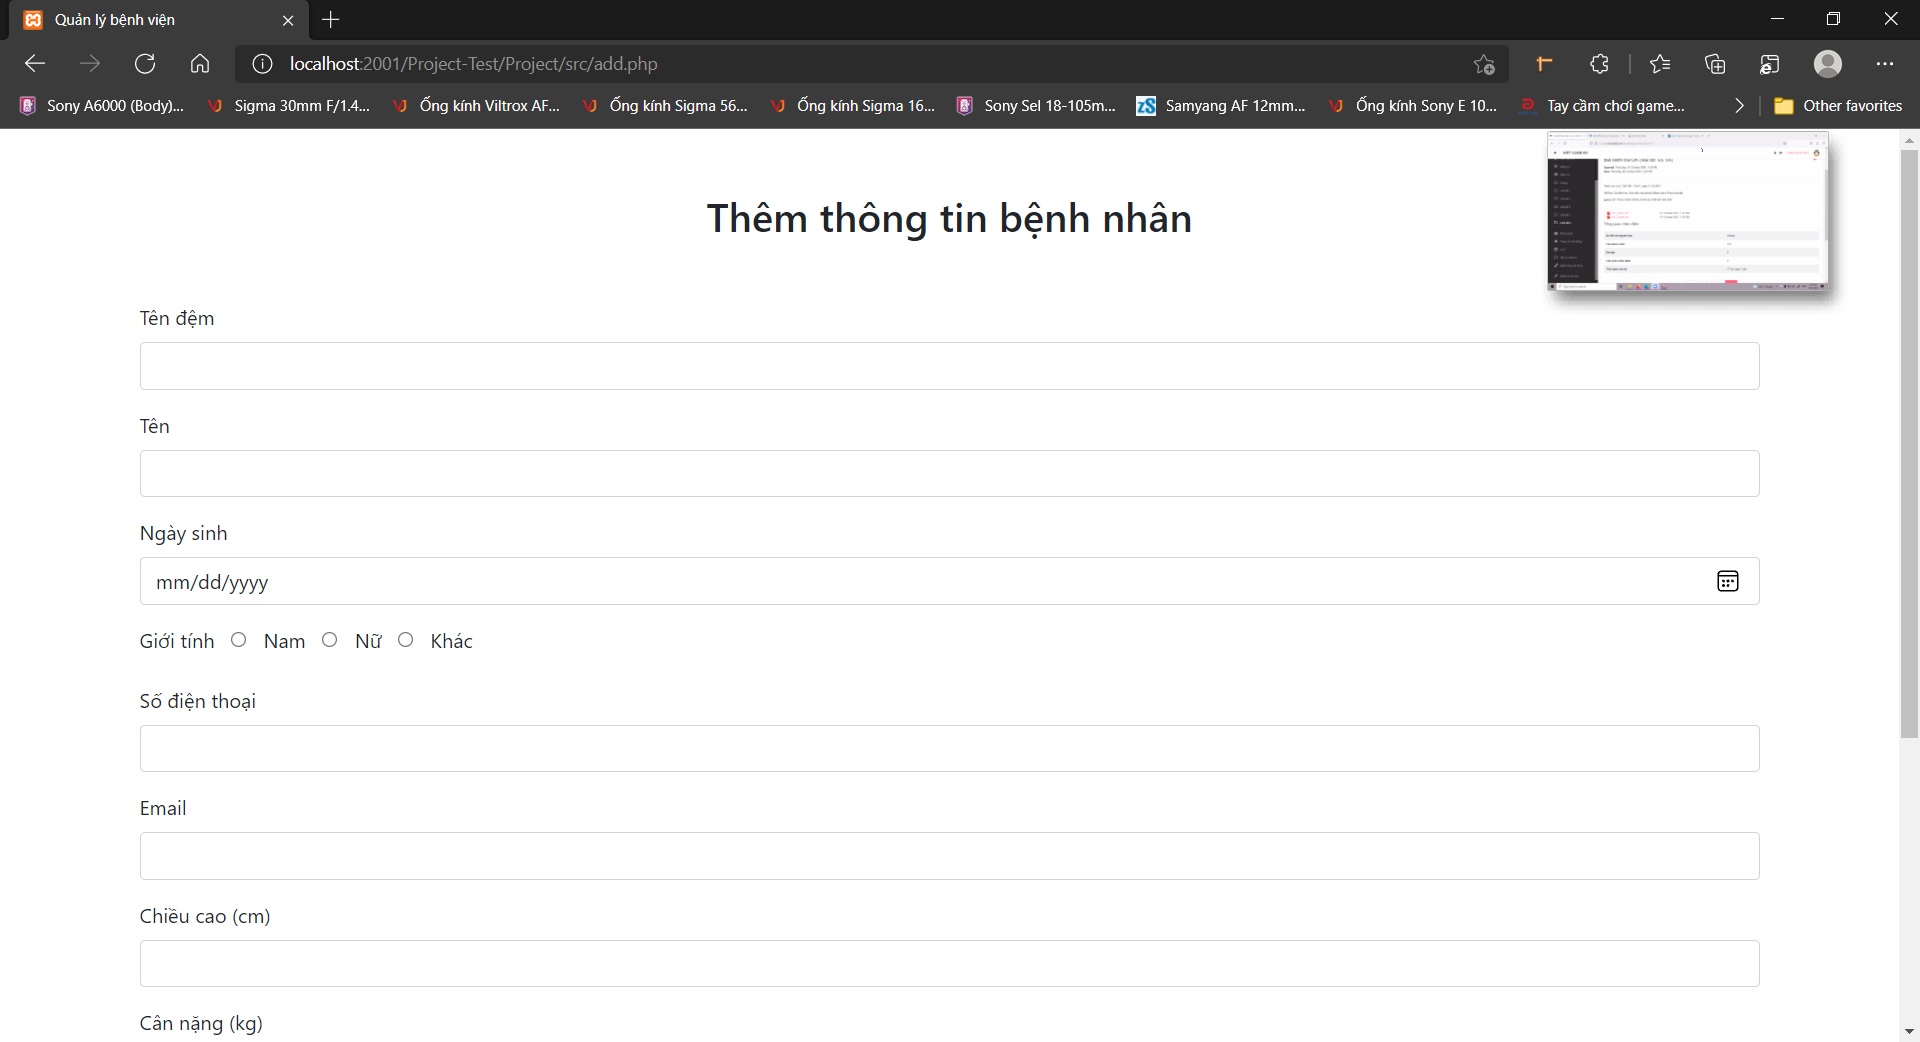 Quản lý bệnh viện
localhost:2001/Project-Test/Project/src/add.php
Sony A6000 (Body)... Sigma 30mm F/1.4... Ống kính Viltrox AF... Ống kính Sigma 56... Ống kính Sigma 16... Sony Sel 18-105m... Samyang AF 12mm... Ống kính Sony E 10... Tay cầm chơi game... Other favorites
Thêm thông tin bệnh nhân
Tên đệm
Tên
Ngày sinh
mm/dd/yyyy
Giới tính Nam Nữ Khác
Số điện thoại
Email
Chiều cao (cm)
Cân nặng (kg)